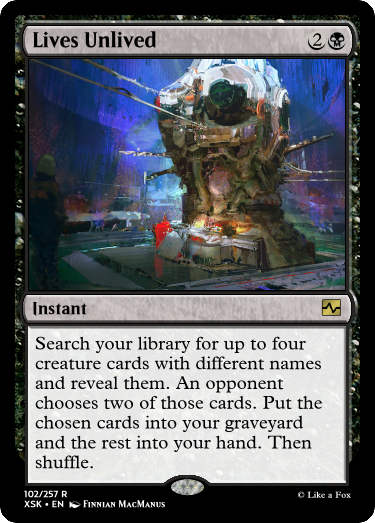 Lives Unlived 2
Instant
Search your library for up to four
creature cards with different names
and reveal them. An opponent
chooses two of those cards. Put the
chosen cards into your graveyard
and the rest into your hand. Then
shuffle.
102/257 R
XSK • EN Finnian MacManus
© Like a Fox